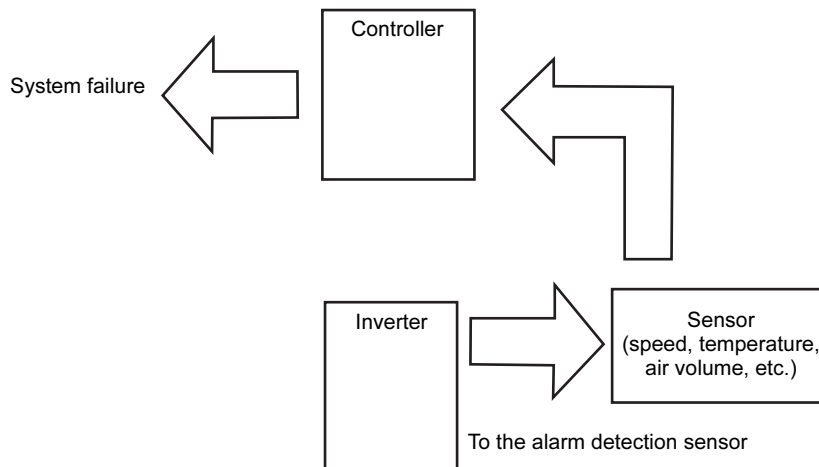 Controller
System failure
Inverter
Sensor
(speed, temperature,
air volume, etc.)
To the alarm detection sensor